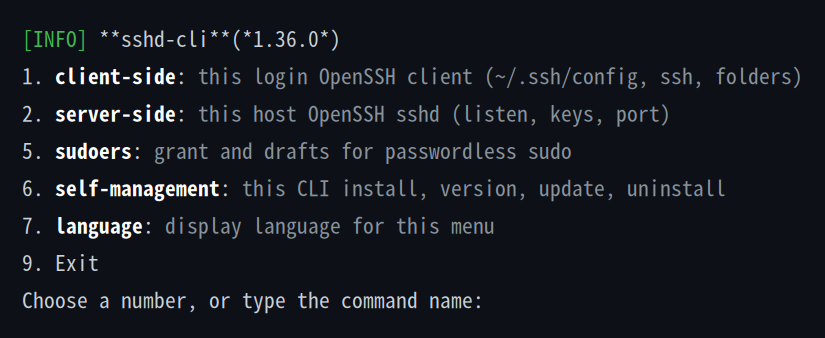 [INFO] **sshd-cli**(*1.36.0*)
1. client-side: this login OpenSSH client (~/.ssh/config, ssh, folders)
2. server-side: this host OpenSSH sshd (listen, keys, port)
5. sudoers: grant and drafts for passwordless sudo
6. self-management: this CLI install, version, update, uninstall
7. language: display language for this menu
9. Exit
Choose a number, or type the command name: